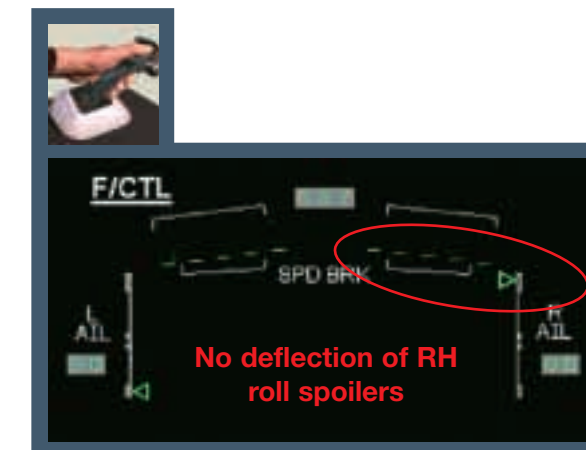 F/CTL
SPD BRK
L
AIL
R
AIL
No deflection of RH
roll spoilers